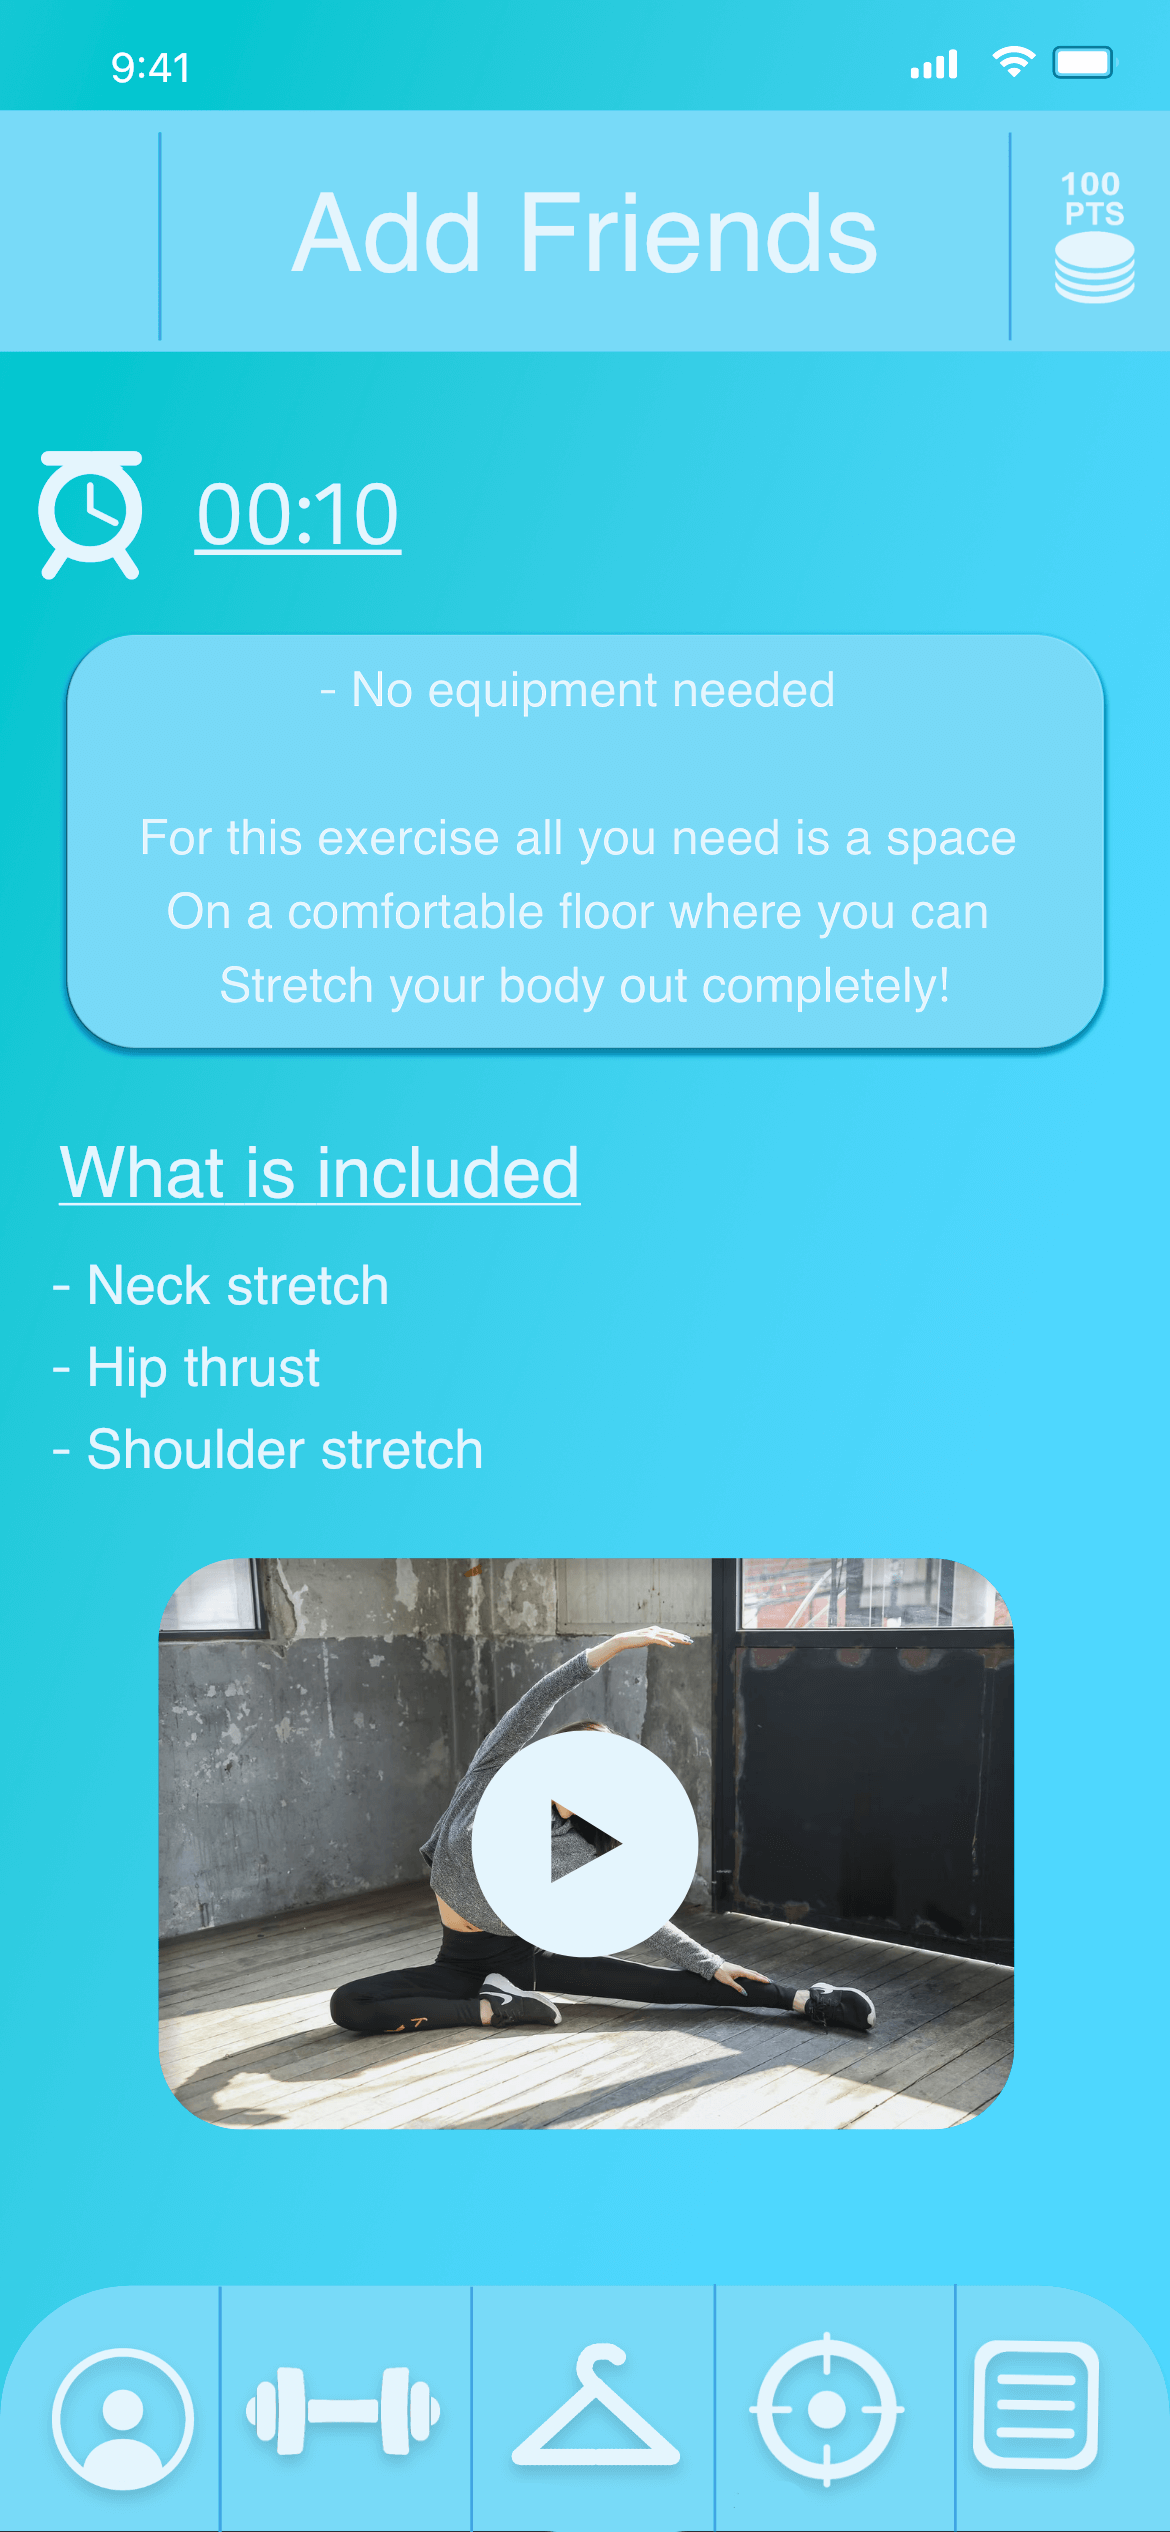 9:41
Add Friends
100
PTS
00:10
- No equipment needed
For this exercise all you need is a space
On a comfortable floor where you can
Stretch your body out completely!
What is included
- Neck stretch
- Hip thrust
- Shoulder stretch